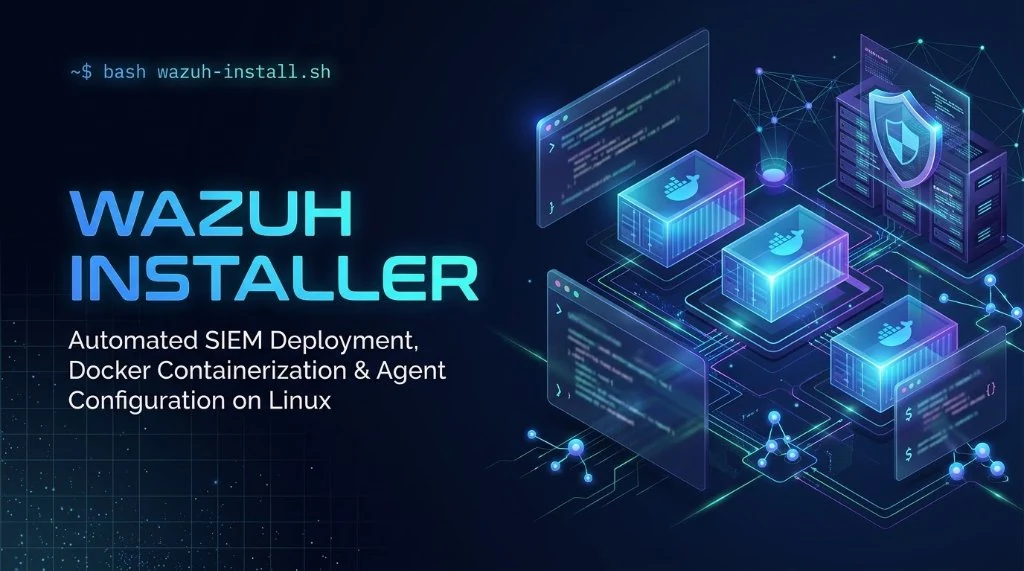 ~$ bash wazuh-install.sh
WAZUH
INSTALLER
Automated SIEM Deployment,
Docker Containerization & Agent
Configuration on Linux